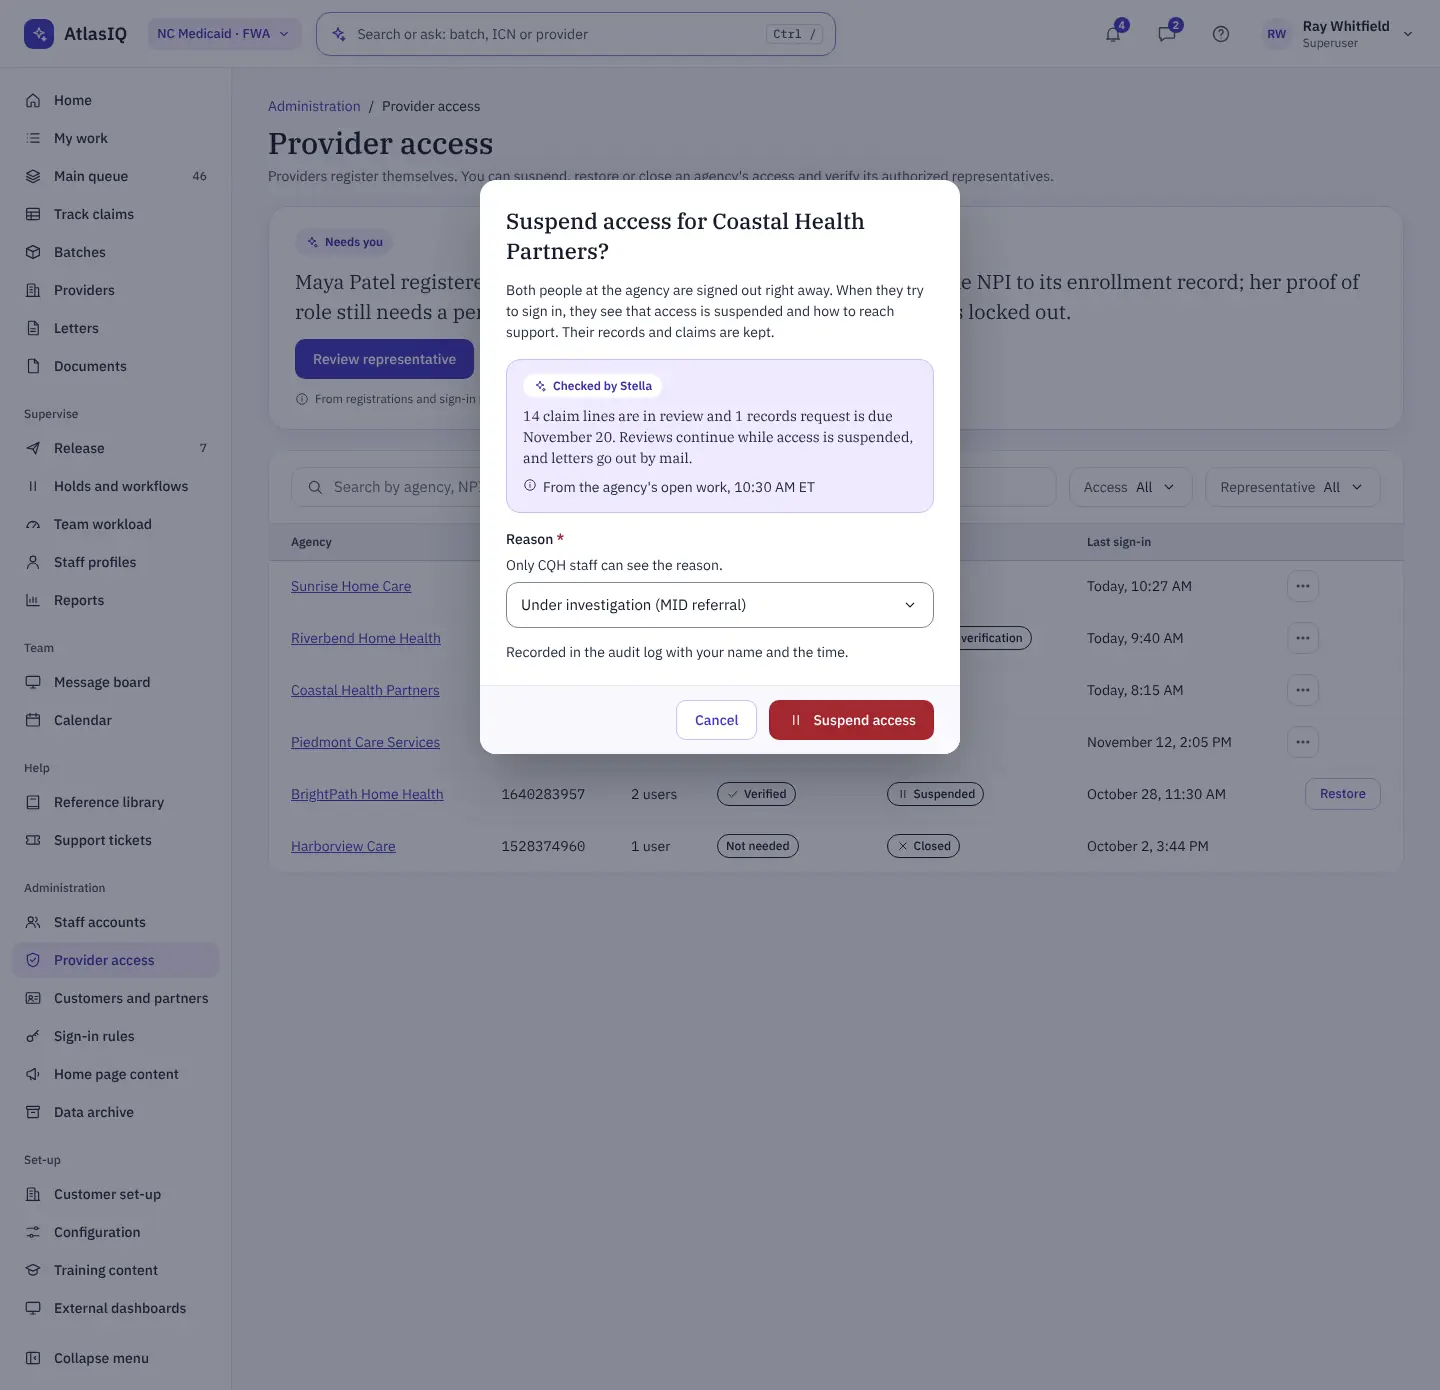 AtlasIQ
NC Medicaid · FWA
Search or ask: batch, ICN or provider
Ctrl /
4
2
RW
Ray Whitfield
Superuser
Home
My work
Main queue 46
Track claims
Batches
Providers
Letters
Documents
Supervise
Release 7
Holds and workflows
Team workload
Staff profiles
Reports
Team
Message board
Calendar
Help
Reference library
Support tickets
Administration
Staff accounts
Provider access
Customers and partners
Sign-in rules
Home page content
Data archive
Set-up
Customer set-up
Configuration
Training content
External dashboards
Collapse menu
Administration / Provider access
Provider access
Providers register themselves. You can suspend, restore or close an agency's access and verify its authorized representatives.
Needs you
Maya Patel registere
e NPI to its enrollment record; her proof of
role still needs a per
s locked out.
Review representative
From registrations and sign-in
Search by agency, NP
Access All
Representative All
Agency
Last sign-in
Sunrise Home Care
Today, 10:27 AM
Riverbend Home Health
verification
Today, 9:40 AM
Coastal Health Partners
Today, 8:15 AM
Piedmont Care Services
November 12, 2:05 PM
BrightPath Home Health 1640283957 2 users Verified Suspended October 28, 11:30 AM Restore
Harborview Care 1528374960 1 user Not needed Closed October 2, 3:44 PM
Suspend access for Coastal Health
Partners?
Both people at the agency are signed out right away. When they try
to sign in, they see that access is suspended and how to reach
support. Their records and claims are kept.
Checked by Stella
14 claim lines are in review and 1 records request is due
November 20. Reviews continue while access is suspended,
and letters go out by mail.
From the agency's open work, 10:30 AM ET
Reason *
Only CQH staff can see the reason.
Under investigation (MID referral)
Recorded in the audit log with your name and the time.
Cancel
Suspend access